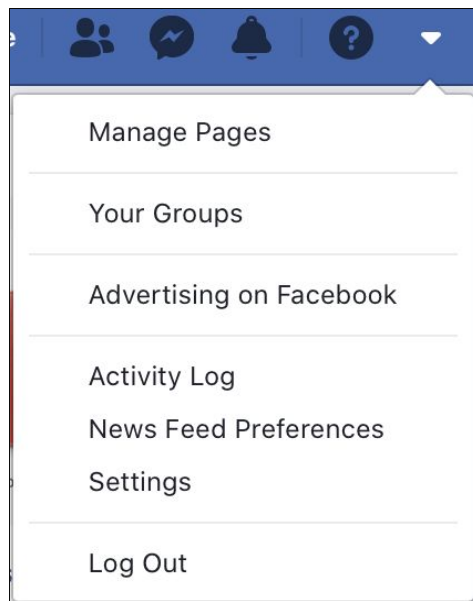 e
?
Manage Pages
Your Groups
Advertising on Facebook
Activity Log
News Feed Preferences
Settings
Log Out